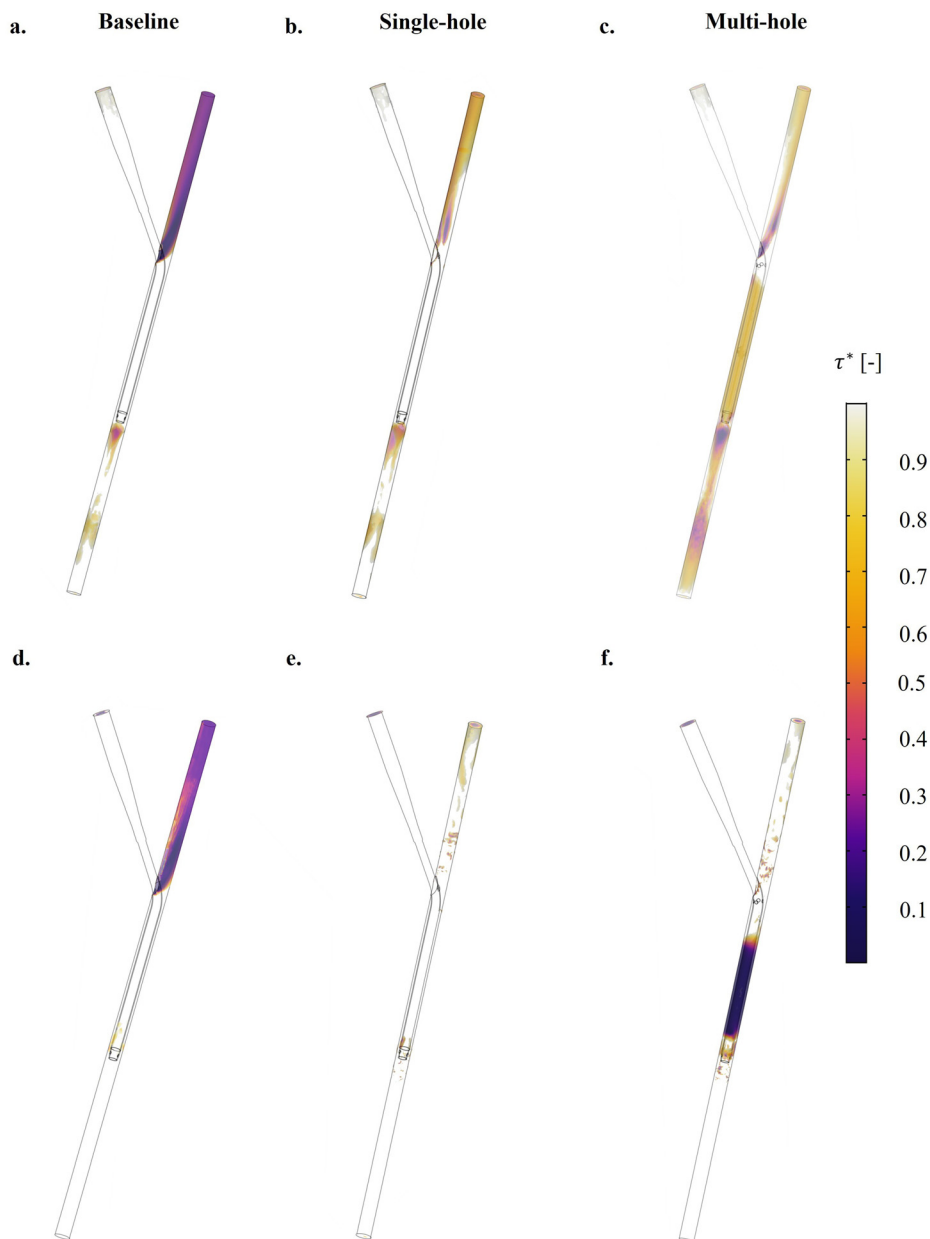 Baseline
Single-hole
Multi-hole
a.
b.
c.
τ* [-]
0.9
0.8
0.7
0.6
0.5
0.4
0.3
0.2
0.1
d.
e.
f.